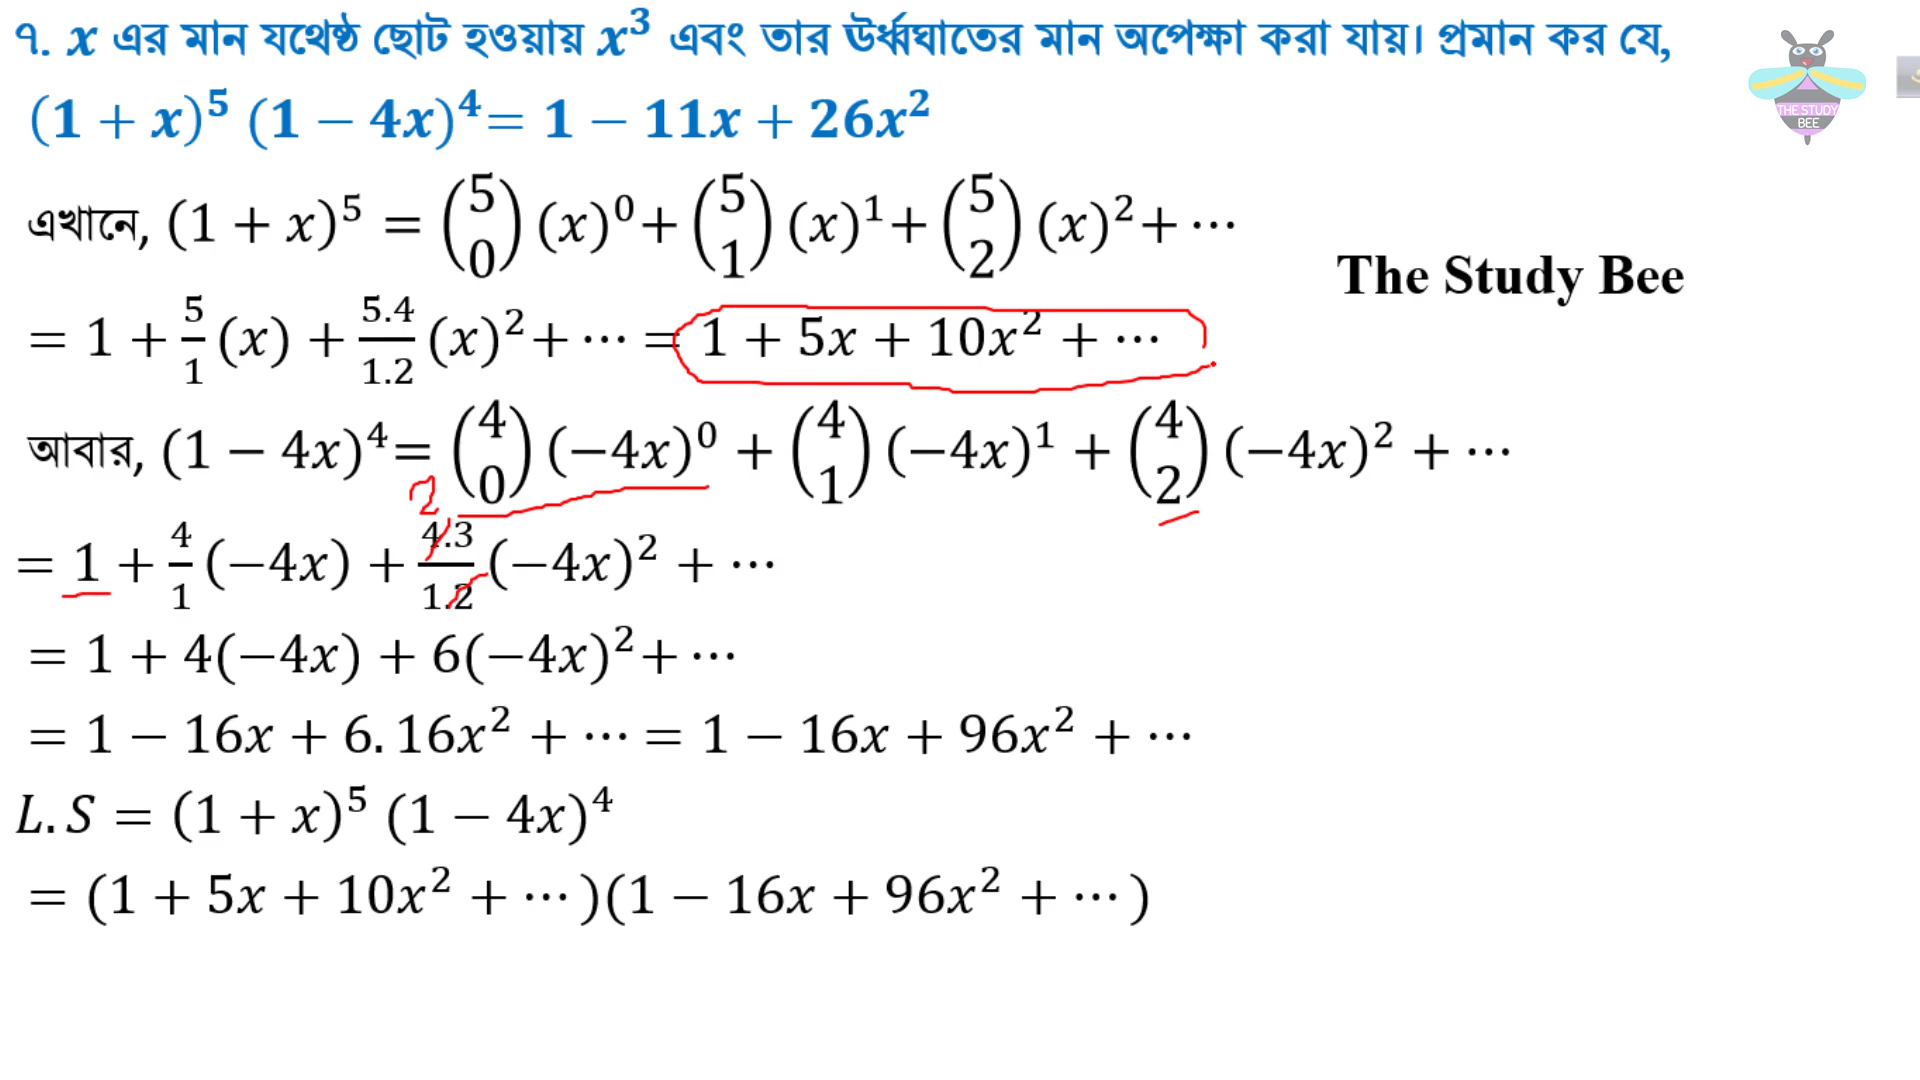 ৭. x এর মান যথেষ্ঠ ছোট হওয়ায় x³ এবং তার উর্ধ্বঘাতের মান অপেক্ষা করা যায়। প্রমান কর যে,
(1 + x)⁵ (1 − 4x)⁴= 1 − 11x + 26x²
THE STUDY
BEE
এখানে, (1 + x)⁵ = (5 0) (x)⁰+ (5 1) (x)¹+ (5 2) (x)²+ ⋯
The Study Bee
= 1 + 5/1 (x) + 5.4/1.2 (x)²+ ⋯ = 1 + 5x + 10x² + ⋯
আবার, (1 − 4x)⁴= (4 0) (−4x)⁰ + (4 1) (−4x)¹ + (4 2) (−4x)² + ⋯
2
= 1 + 4/1 (−4x) + 4.3/1.2 (−4x)² + ⋯
= 1 + 4(−4x) + 6(−4x)²+ ⋯
= 1 − 16x + 6. 16x² + ⋯ = 1 − 16x + 96x² + ⋯
L. S = (1 + x)⁵ (1 − 4x)⁴
= (1 + 5x + 10x² + ⋯ )(1 − 16x + 96x² + ⋯ )